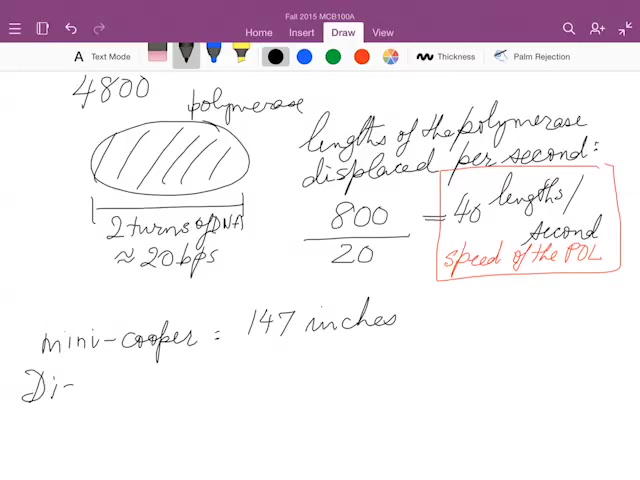 Fall 2015 MCB100A
Home Insert Draw View
A Text Mode Thickness Palm Rejection
4800
polymerase
2 turns of DNA
≈ 20 bps
lengths of the polymerase
displaced per second:
800
20
= 40 lengths/
second
speed of the POL
mini-cooper = 147 inches
Di-